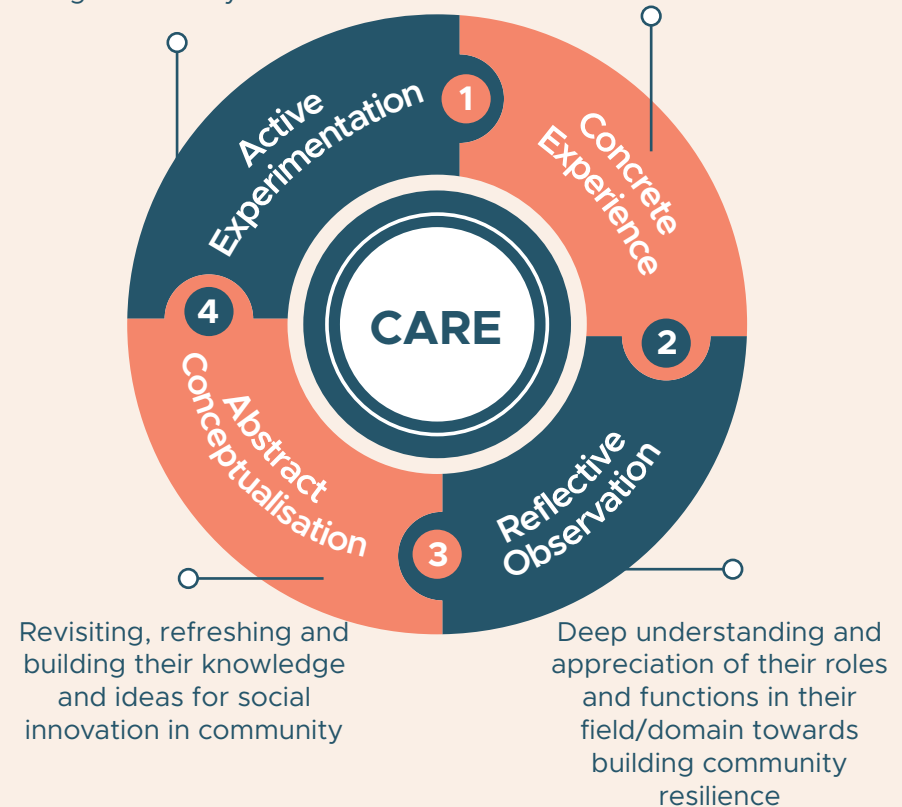 Active
Experimentation
1
Concrete
Experience
2
Reflective
Observation
3
Abstract
Conceptualisation
4
CARE
Revisiting, refreshing and
building their knowledge
and ideas for social
innovation in community
Deep understanding and
appreciation of their roles
and functions in their
field/domain towards
building community
resilience